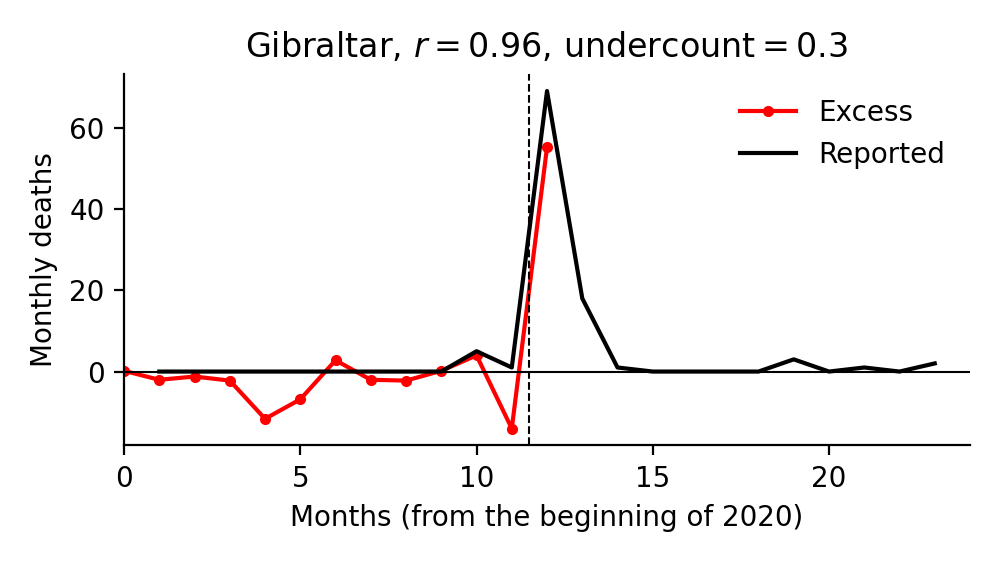 Gibraltar, r = 0.96, undercount = 0.3
Excess
Reported
Monthly deaths
60
40
20
0
0 5 10 15 20
Months (from the beginning of 2020)